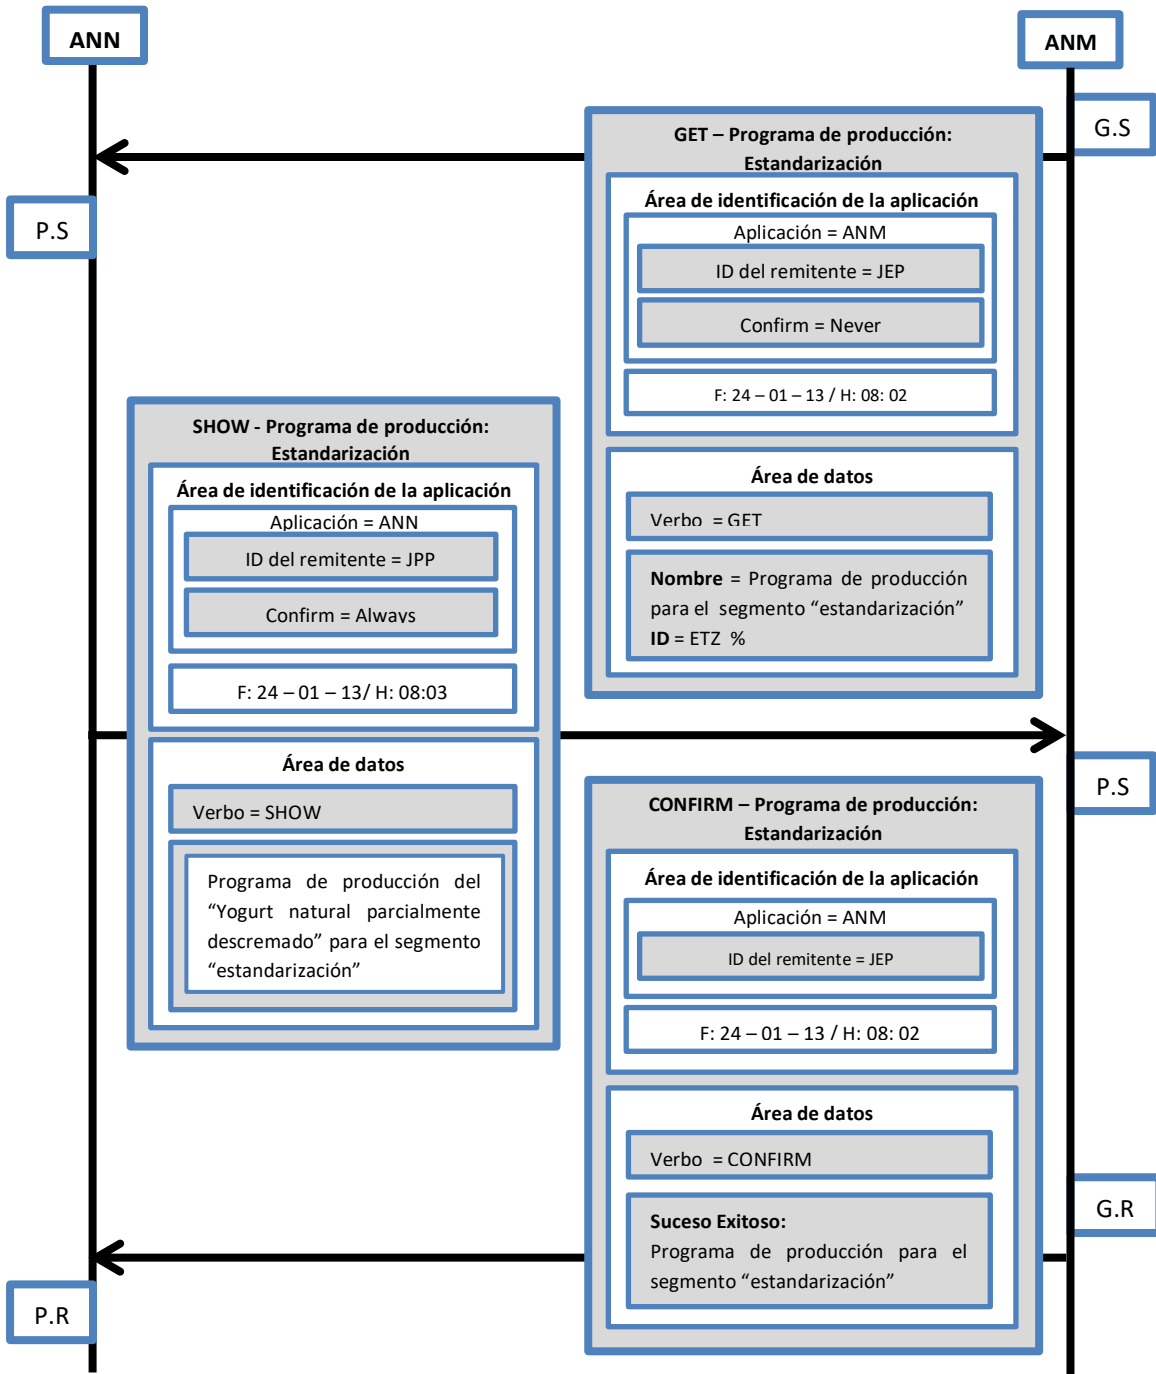 ANN
ANM
G.S
GET – Programa de producción:
Estandarización
Área de identificación de la aplicación
Aplicación = ANM
ID del remitente = JEP
Confirm = Never
F: 24 – 01 – 13 / H: 08: 02
Área de datos
Verbo = GET
Nombre = Programa de producción
para el segmento “estandarización”
ID = ETZ %
P.S
SHOW - Programa de producción:
Estandarización
Área de identificación de la aplicación
Aplicación = ANN
ID del remitente = JPP
Confirm = Always
F: 24 – 01 – 13/ H: 08:03
Área de datos
Verbo = SHOW
Programa de producción del
“Yogurt natural parcialmente
descremado” para el segmento
“estandarización”
P.S
CONFIRM – Programa de producción:
Estandarización
Área de identificación de la aplicación
Aplicación = ANM
ID del remitente = JEP
F: 24 – 01 – 13 / H: 08: 02
Área de datos
Verbo = CONFIRM
Suceso Exitoso:
Programa de producción para el
segmento “estandarización”
G.R
P.R